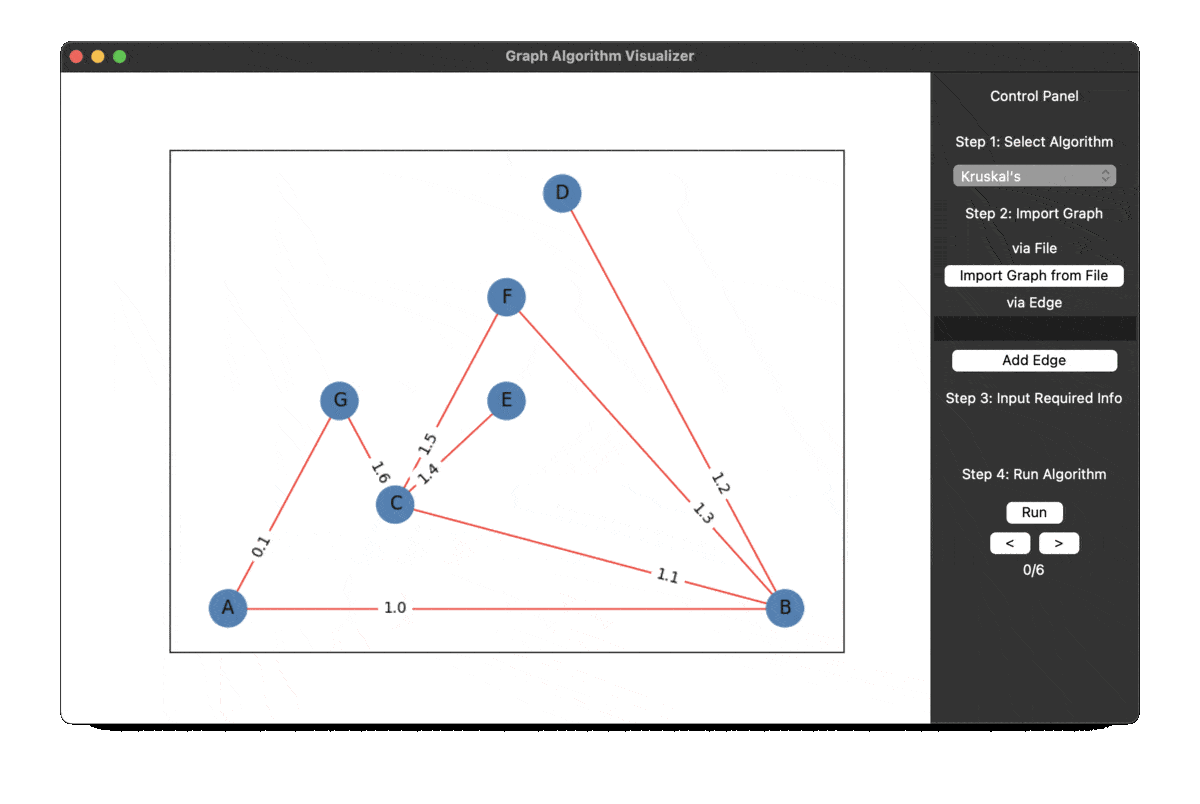 Graph Algorithm Visualizer
D
F
G
E
C
A
B
1.5
1.6
1.4
1.2
1.3
0.1
1.1
1.0
Control Panel
Step 1: Select Algorithm
Kruskal's
Step 2: Import Graph
via File
Import Graph from File
via Edge
Add Edge
Step 3: Input Required Info
Step 4: Run Algorithm
Run
< >
0/6